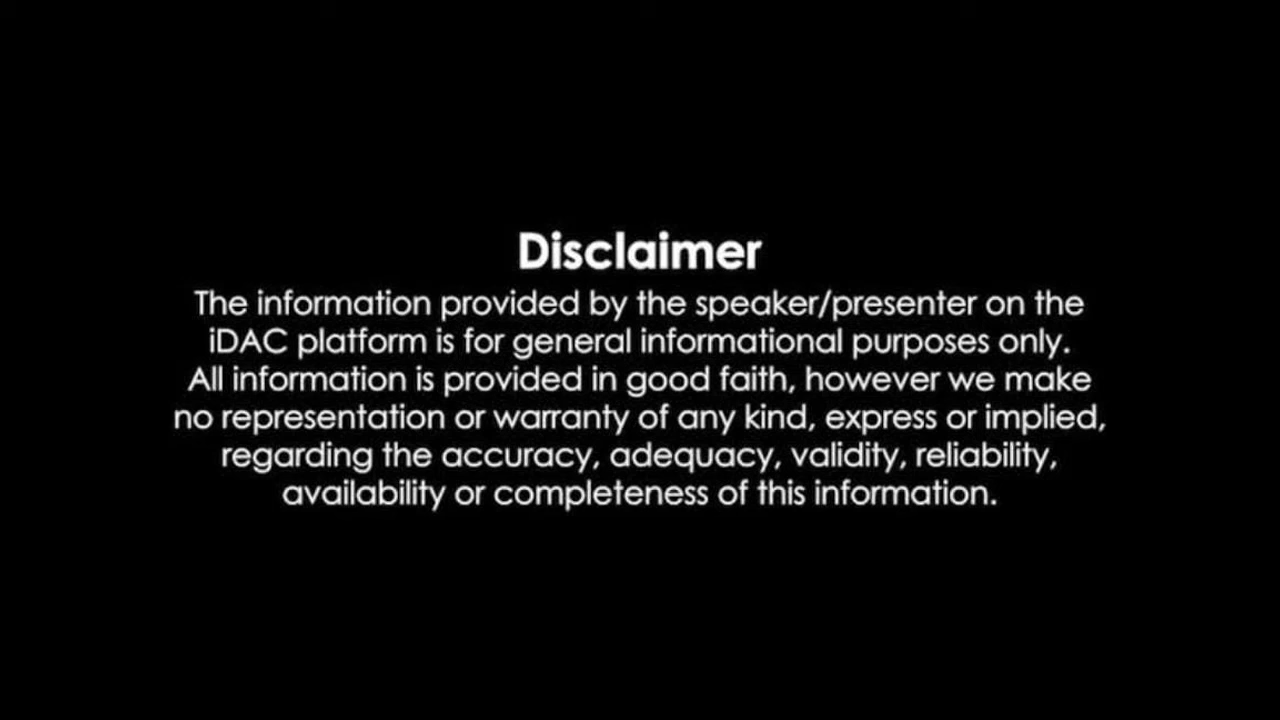 Disclaimer
The information provided by the speaker/presenter on the
iDAC platform is for general informational purposes only.
All information is provided in good faith, however we make
no representation or warranty of any kind, express or implied,
regarding the accuracy, adequacy, validity, reliability,
availability or completeness of this information.